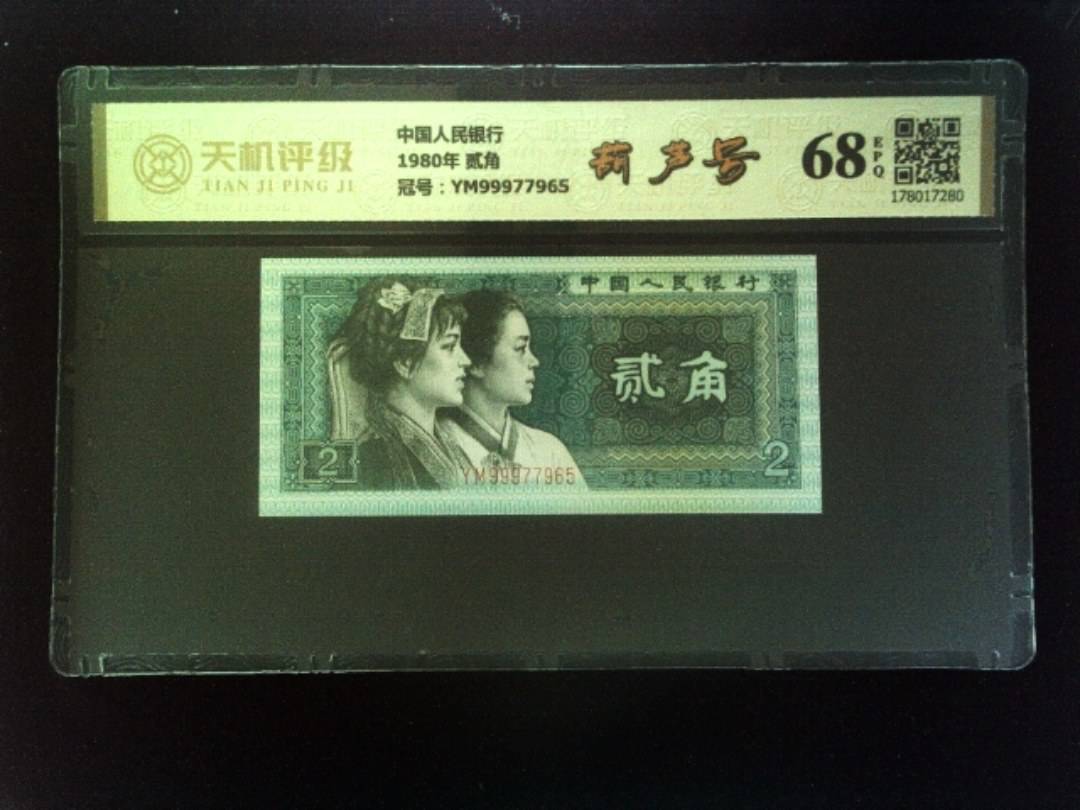 天机评级
TIAN JI PING JI
中国人民银行
1980年 贰角
冠号：YM99977965
葫芦号
68
EPQ
178017280
中国人民银行
贰角
2
YM99977965
2